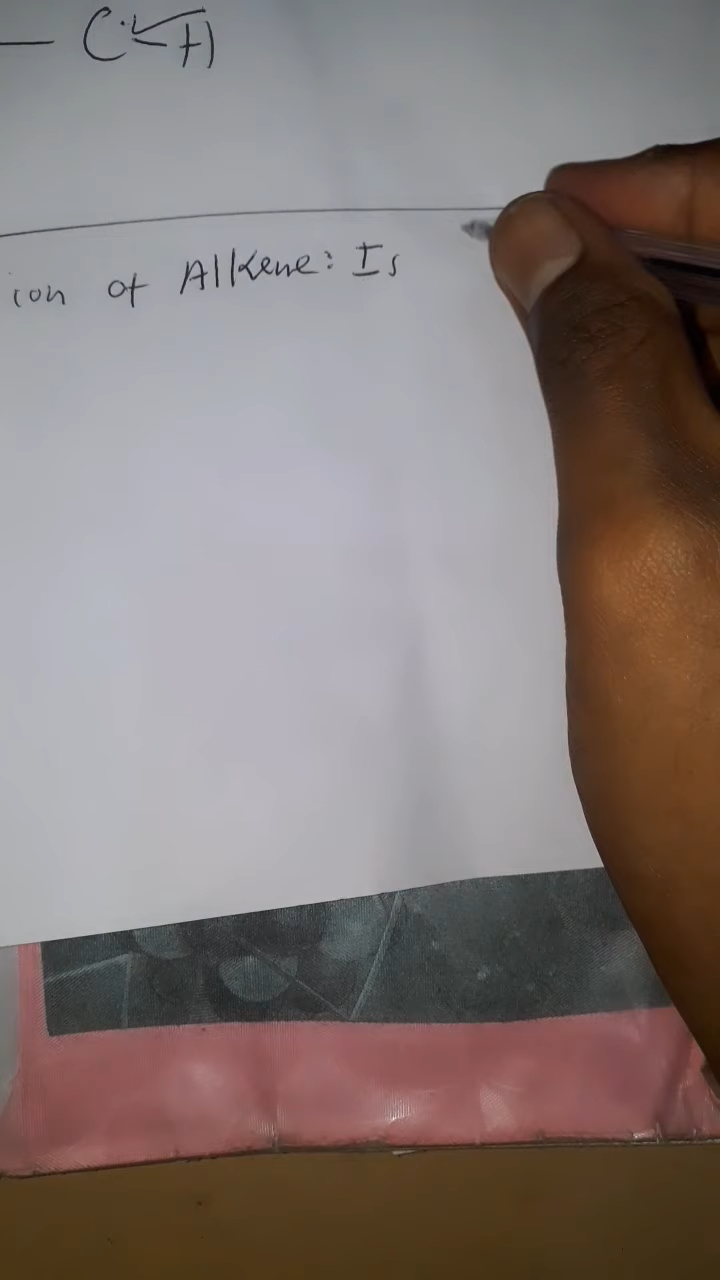 — C-H
ion of Alkene: Is